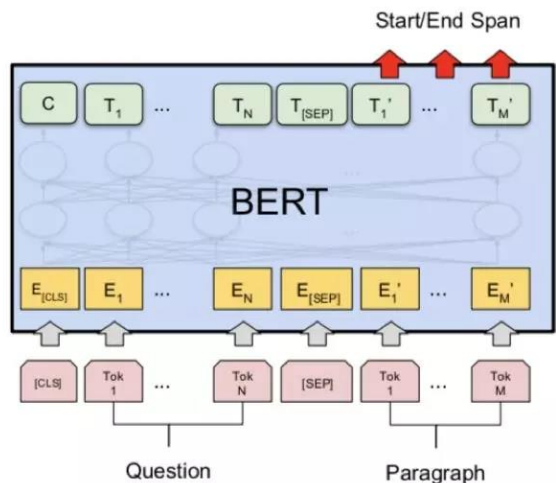 Start/End Span
C T1 ... TN T[SEP] T1' ... TM'
BERT
E[CLS] E1 ... EN E[SEP] E1' ... EM'
[CLS] Tok 1 ... Tok N [SEP] Tok 1 ... Tok M
Question Paragraph